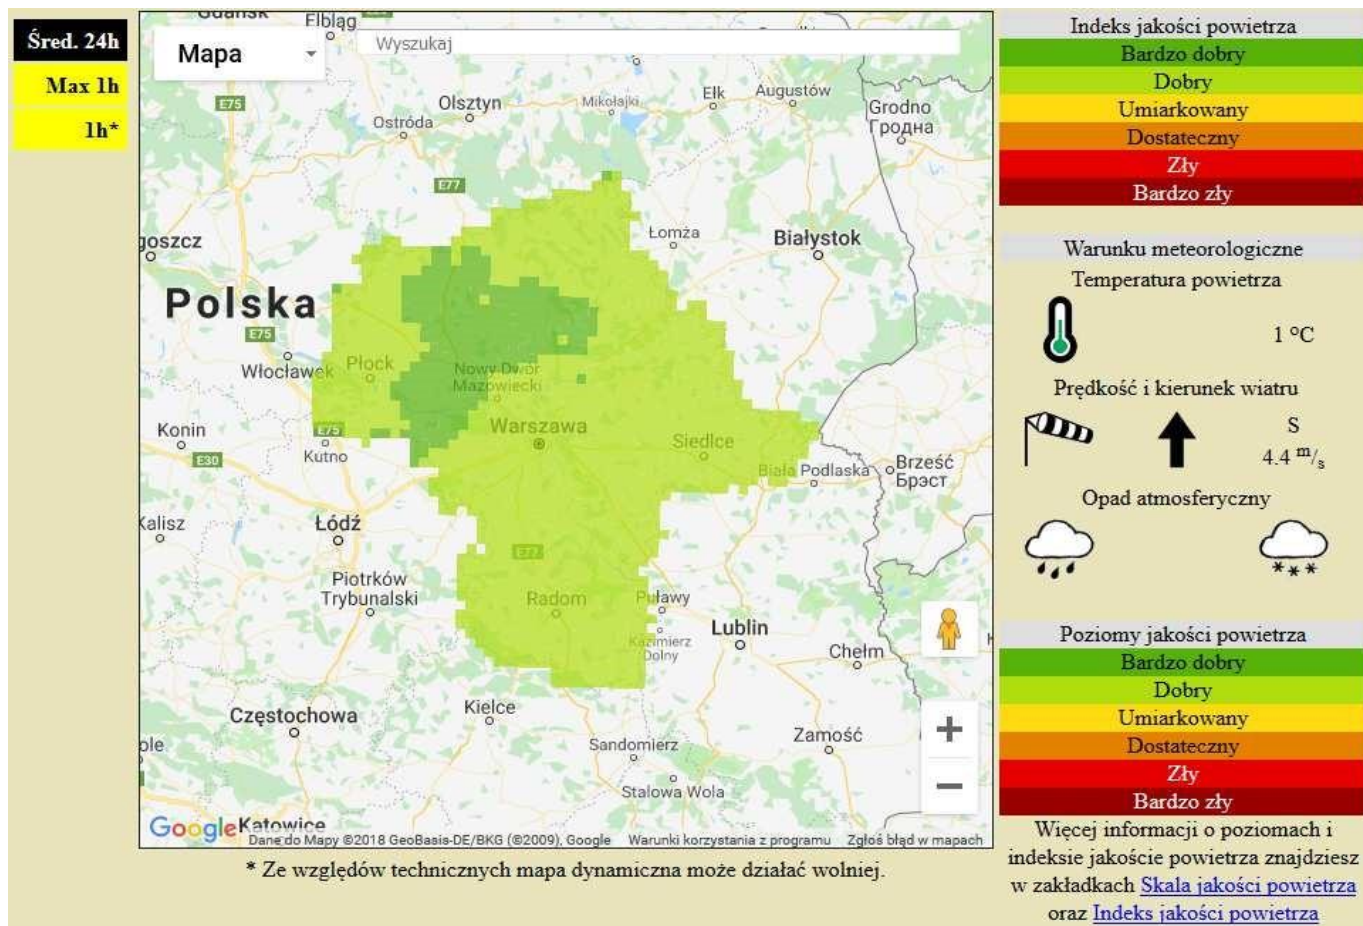 Śred. 24h
Max 1h
1h*
Mapa
Wyszukaj
Gdańsk
Elbląg
E75
Olsztyn
Mikołajki
Ełk
Augustów
Ostróda
Grodno
Гродна
E77
goszcz
Łomża
Białystok
Polska
E75
Włocławek
Płock
Nowy Dwór
Mazowiecki
Konin
E75
Warszawa
Siedlce
E30
Kutno
Biała Podlaska
Brześć
Брэст
Kalisz
Łódź
E77
Piotrków
Trybunalski
Radom
Puławy
Lublin
Kazimierz
Dolny
Chełm
Częstochowa
Kielce
Zamość
ole
Sandomierz
Stalowa Wola
Google
Katowice
Dane do Mapy ©2018 GeoBasis-DE/BKG (©2009), Google
Warunki korzystania z programu
Zgłoś błąd w mapach
* Ze względów technicznych mapa dynamiczna może działać wolniej.
Indeks jakości powietrza
Bardzo dobry
Dobry
Umiarkowany
Dostateczny
Zły
Bardzo zły
Warunku meteorologiczne
Temperatura powietrza
1 °C
Prędkość i kierunek wiatru
S
4.4 m/s
Opad atmosferyczny
Poziomy jakości powietrza
Bardzo dobry
Dobry
Umiarkowany
Dostateczny
Zły
Bardzo zły
Więcej informacji o poziomach i
indeksie jakoście powietrza znajdziesz
w zakładkach Skala jakości powietrza
oraz Indeks jakości powietrza